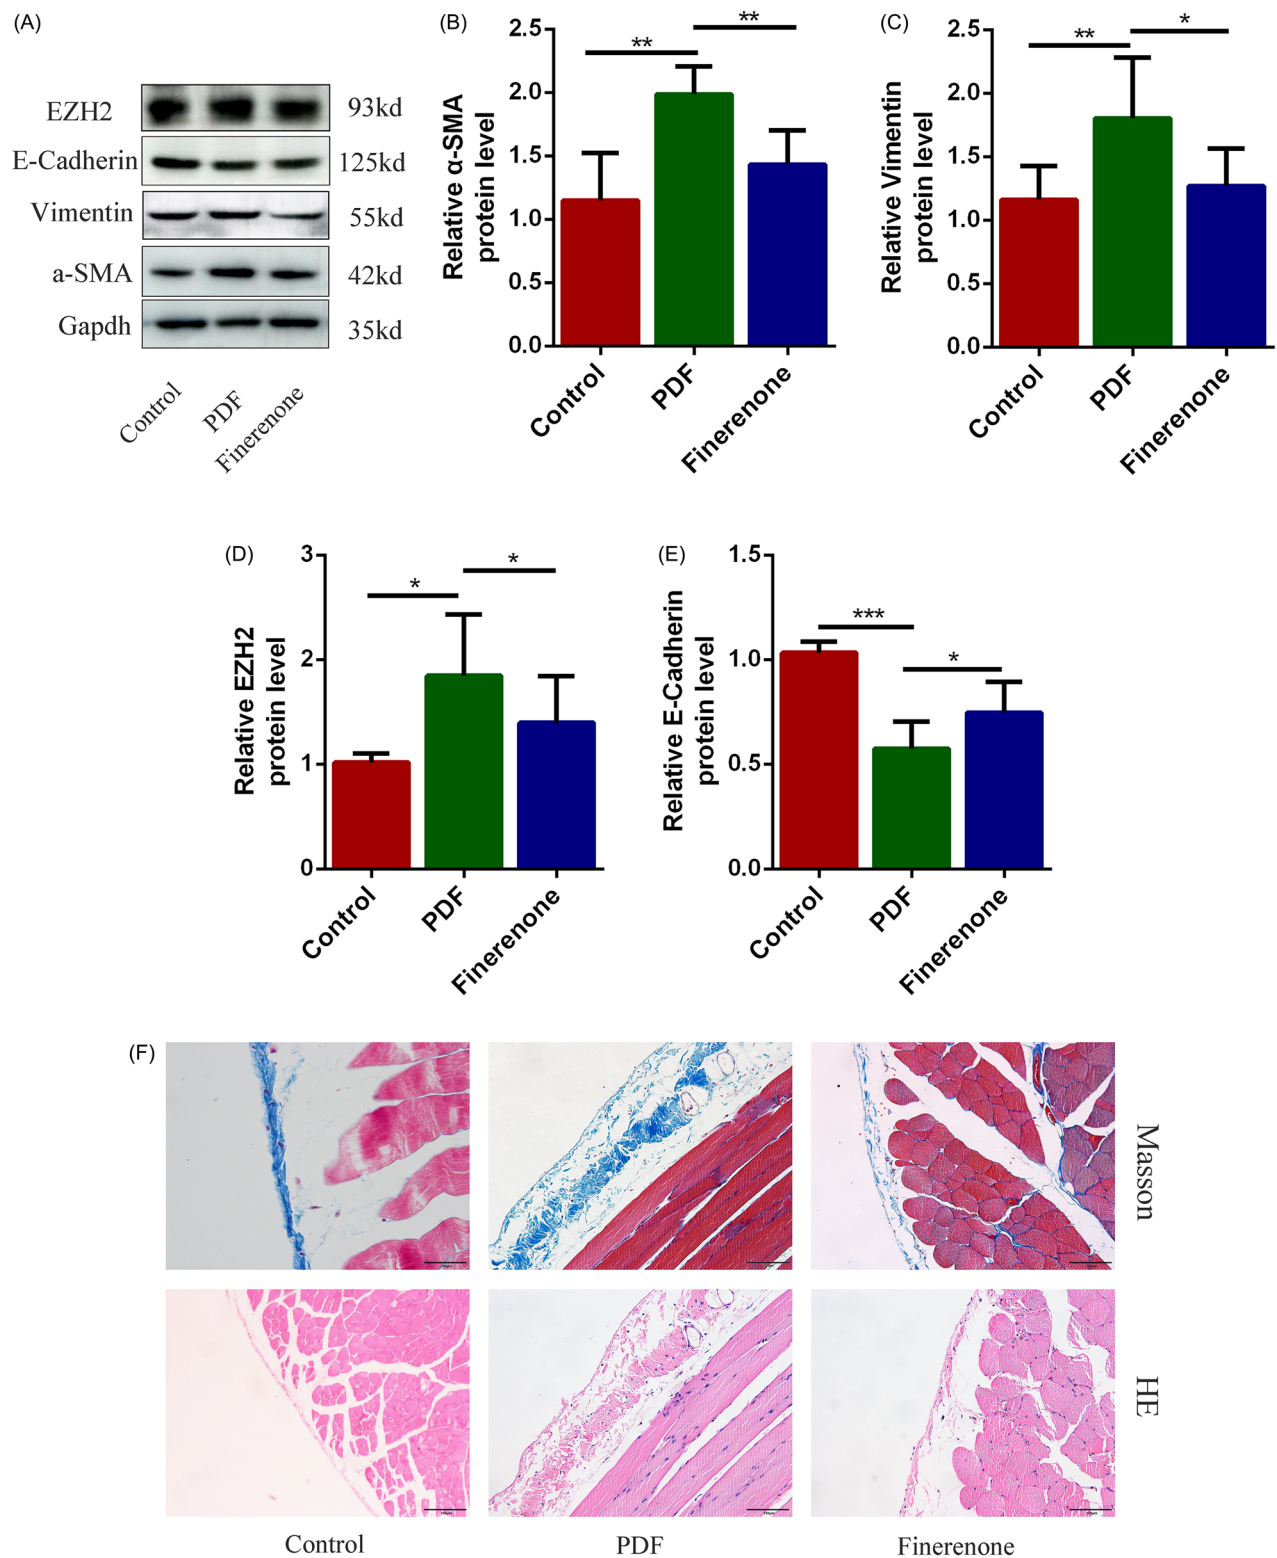 (A)
EZH2 93kd
E-Cadherin 125kd
Vimentin 55kd
a-SMA 42kd
Gapdh 35kd
Control PDF Finerenone
(B)
Relative α-SMA
protein level
2.5
2.0
1.5
1.0
0.5
0.0
** **
Control PDF Finerenone
(C)
Relative Vimentin
protein level
2.5
2.0
1.5
1.0
0.5
0.0
** *
Control PDF Finerenone
(D)
Relative EZH2
protein level
3
2
1
0
* *
Control PDF Finerenone
(E)
Relative E-Cadherin
protein level
1.5
1.0
0.5
0.0
*** *
Control PDF Finerenone
(F)
Masson
HE
Control PDF Finerenone